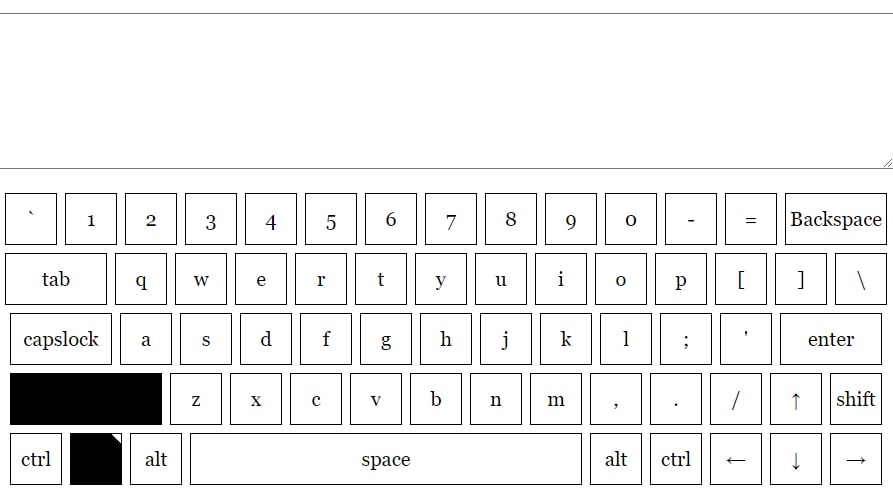 ` 1 2 3 4 5 6 7 8 9 0 - = Backspace
tab q w e r t y u i o p [ ] \
capslock a s d f g h j k l ; ' enter
z x c v b n m , . / ↑ shift
ctrl alt space alt ctrl ← ↓ →